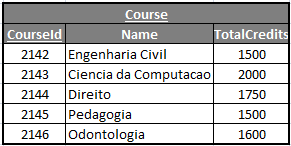 Course
CourseId Name TotalCredits
2142 Engenharia Civil 1500
2143 Ciencia da Computacao 2000
2144 Direito 1750
2145 Pedagogia 1500
2146 Odontologia 1600